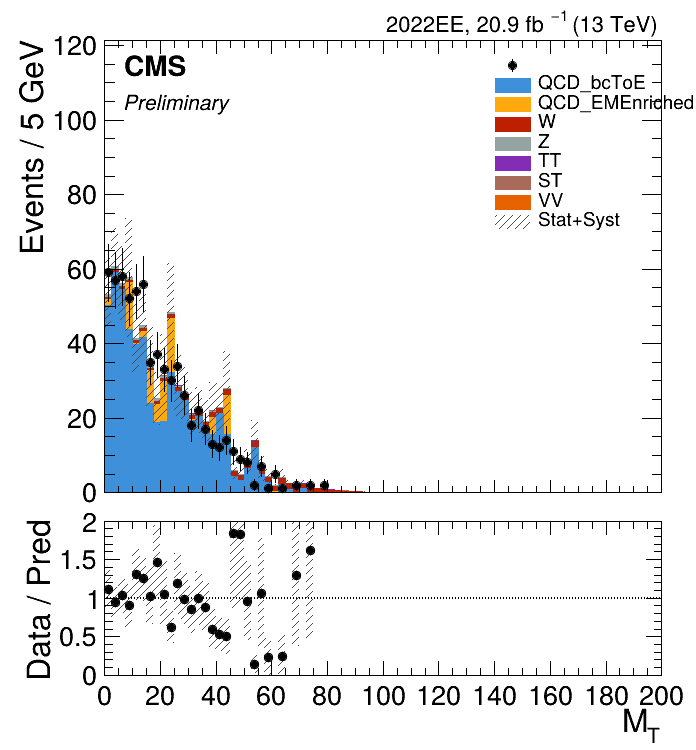 2022EE, 20.9 fb⁻¹ (13 TeV)
CMS
Preliminary
Events / 5 GeV
120
100
80
60
40
20
0
QCD_bcToE
QCD_EMEnriched
W
Z
TT
ST
VV
Stat+Syst
Data / Pred
2
1.5
1
0.5
0
0 20 40 60 80 100 120 140 160 180 200
M_T